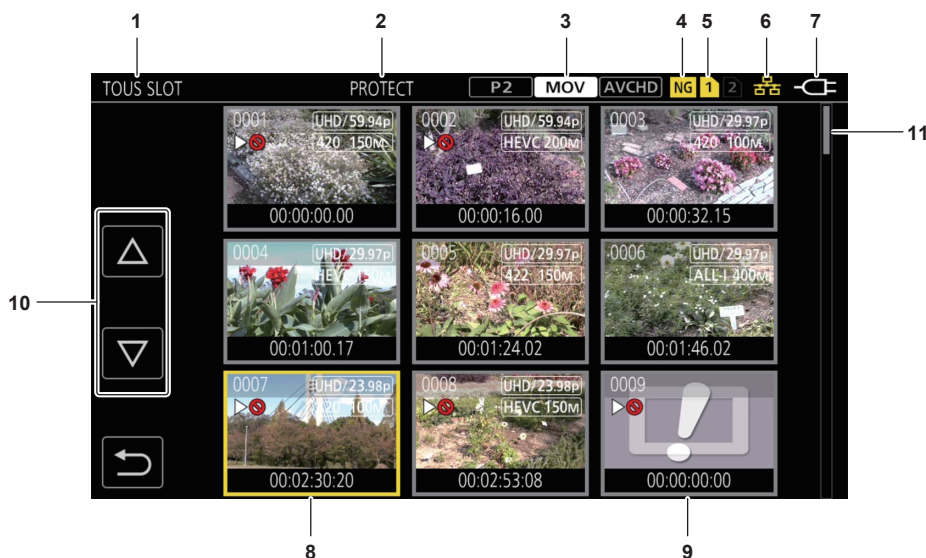 1 2 3 4 5 6 7
TOUS SLOT PROTECT P2 MOV AVCHD NG 1 2
0001 UHD/59.94p
420 150M
00:00:00.00
0002 UHD/59.94p
HEVC 200M
00:00:16.00
0003 UHD/29.97p
420 100M
00:00:32.15
11
0004 UHD/29.97p
HEVC 150M
00:01:00.17
0005 UHD/29.97p
422 150M
00:01:24.02
0006 UHD/29.97p
ALL-I 400M
00:01:46.02
10
0007 UHD/23.98p
420 100M
00:02:30:20
0008 UHD/23.98p
HEVC 150M
00:02:53:08
0009
00:00:00:00
8 9